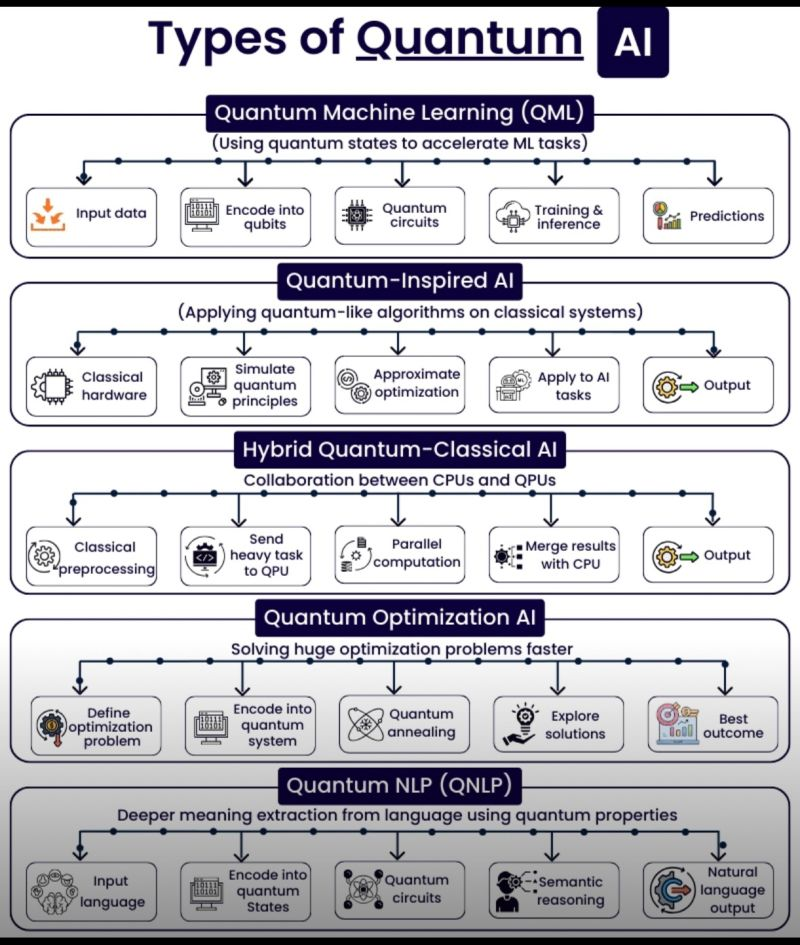 Types of Quantum AI
Quantum Machine Learning (QML)
(Using quantum states to accelerate ML tasks)
Input data
Encode into
qubits
Quantum
circuits
Training &
inference
Predictions
Quantum-Inspired AI
(Applying quantum-like algorithms on classical systems)
Classical
hardware
Simulate
quantum
principles
Approximate
optimization
Apply to AI
tasks
Output
Hybrid Quantum-Classical AI
Collaboration between CPUs and QPUs
Classical
preprocessing
Send
heavy task
to QPU
Parallel
computation
Merge results
with CPU
Output
Quantum Optimization AI
Solving huge optimization problems faster
Define
optimization
problem
Encode into
quantum
system
Quantum
annealing
Explore
solutions
Best
outcome
Quantum NLP (QNLP)
Deeper meaning extraction from language using quantum properties
Input
language
Encode into
quantum
States
Quantum
circuits
Semantic
reasoning
Natural
language
output